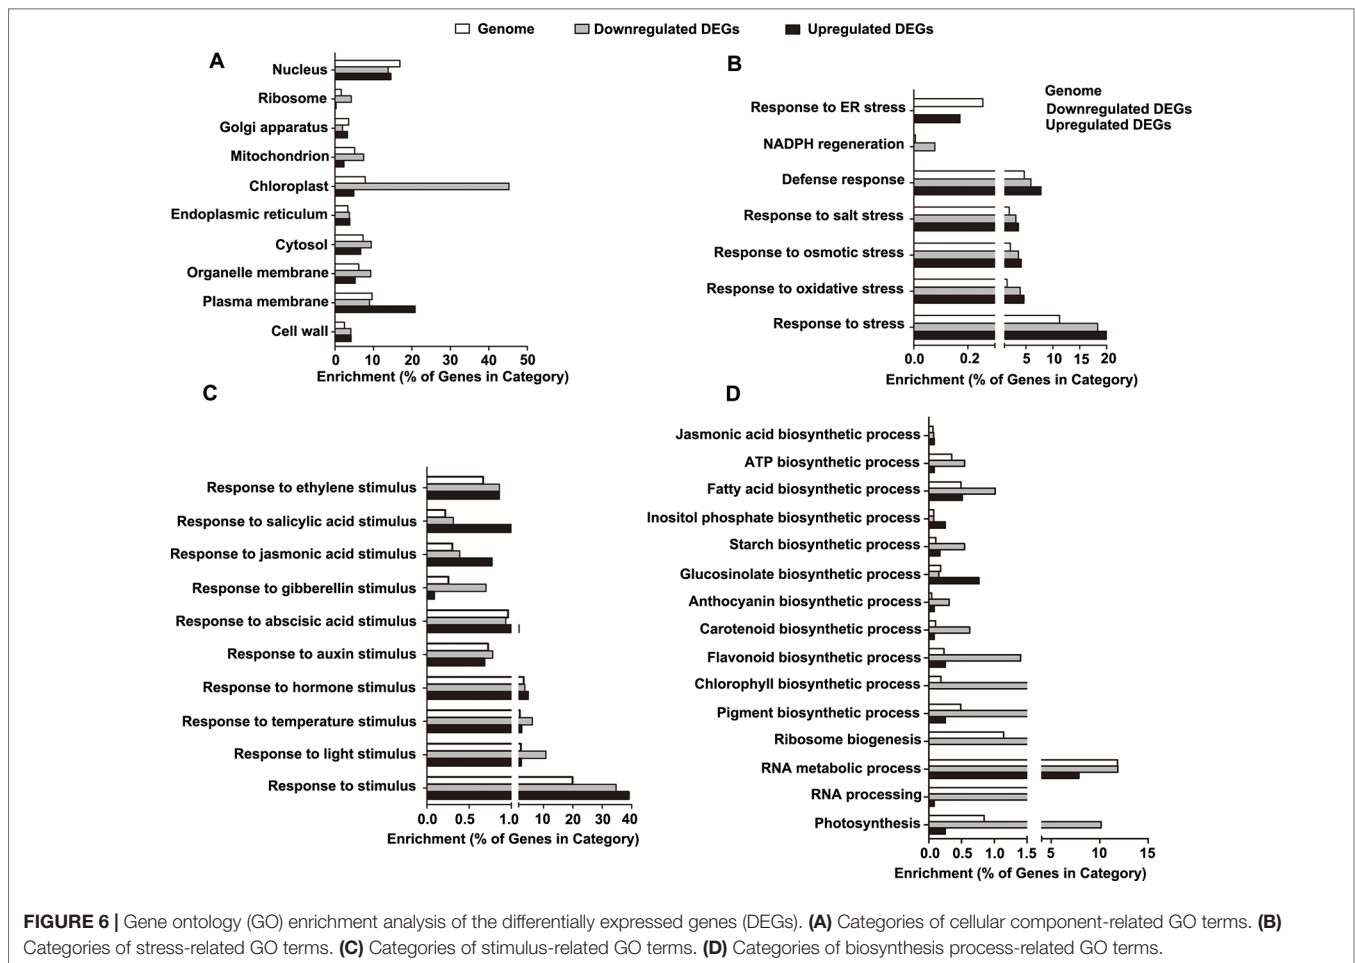 Genome Downregulated DEGs Upregulated DEGs
A
Nucleus
Ribosome
Golgi apparatus
Mitochondrion
Chloroplast
Endoplasmic reticulum
Cytosol
Organelle membrane
Plasma membrane
Cell wall
0 10 20 30 40 50
Enrichment (% of Genes in Category)
B
Genome
Downregulated DEGs
Upregulated DEGs
Response to ER stress
NADPH regeneration
Defense response
Response to salt stress
Response to osmotic stress
Response to oxidative stress
Response to stress
0.0 0.2 5 10 15 20
Enrichment (% of Genes in Category)
C
Response to ethylene stimulus
Response to salicylic acid stimulus
Response to jasmonic acid stimulus
Response to gibberellin stimulus
Response to abscisic acid stimulus
Response to auxin stimulus
Response to hormone stimulus
Response to temperature stimulus
Response to light stimulus
Response to stimulus
0.0 0.5 1.0 10 20 30 40
Enrichment (% of Genes in Category)
D
Jasmonic acid biosynthetic process
ATP biosynthetic process
Fatty acid biosynthetic process
Inositol phosphate biosynthetic process
Starch biosynthetic process
Glucosinolate biosynthetic process
Anthocyanin biosynthetic process
Carotenoid biosynthetic process
Flavonoid biosynthetic process
Chlorophyll biosynthetic process
Pigment biosynthetic process
Ribosome biogenesis
RNA metabolic process
RNA processing
Photosynthesis
0.0 0.5 1.0 1.5 5 10 15
Enrichment (% of Genes in Category)
FIGURE 6 | Gene ontology (GO) enrichment analysis of the differentially expressed genes (DEGs). (A) Categories of cellular component-related GO terms. (B)
Categories of stress-related GO terms. (C) Categories of stimulus-related GO terms. (D) Categories of biosynthesis process-related GO terms.